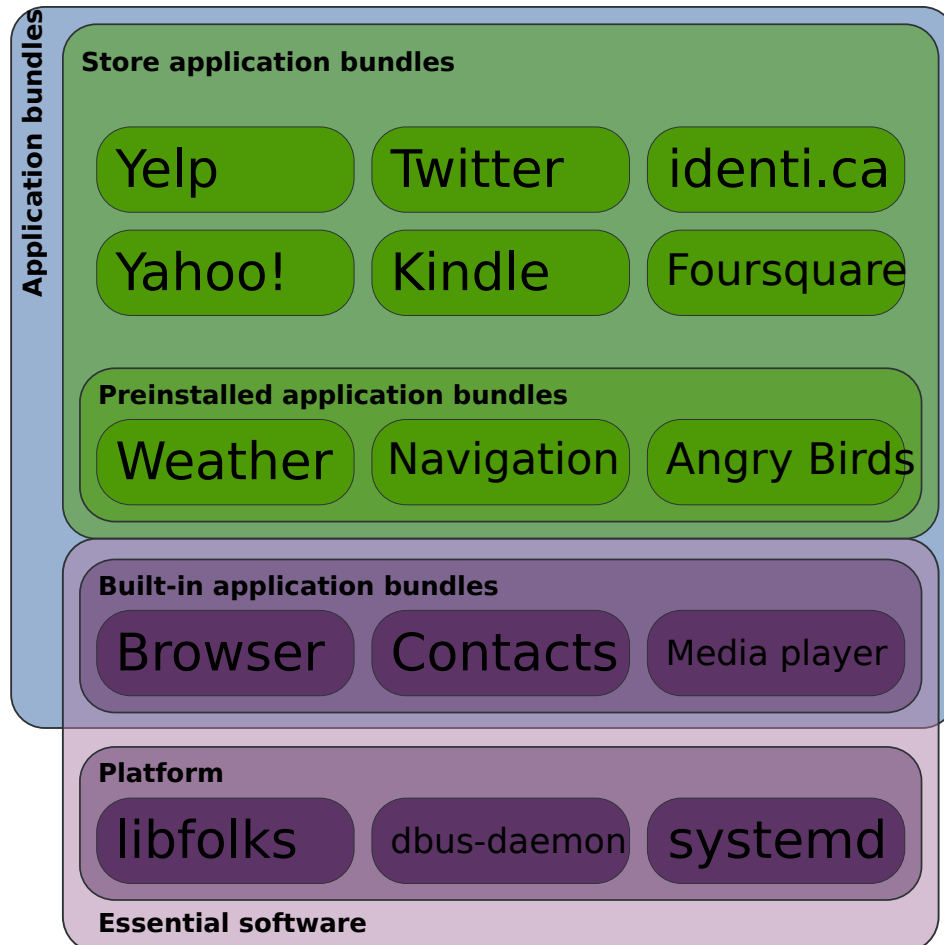 Application bundles
Store application bundles
Yelp Twitter identi.ca
Yahoo! Kindle Foursquare
Preinstalled application bundles
Weather Navigation Angry Birds
Built-in application bundles
Browser Contacts Media player
Platform
libfolks dbus-daemon systemd
Essential software